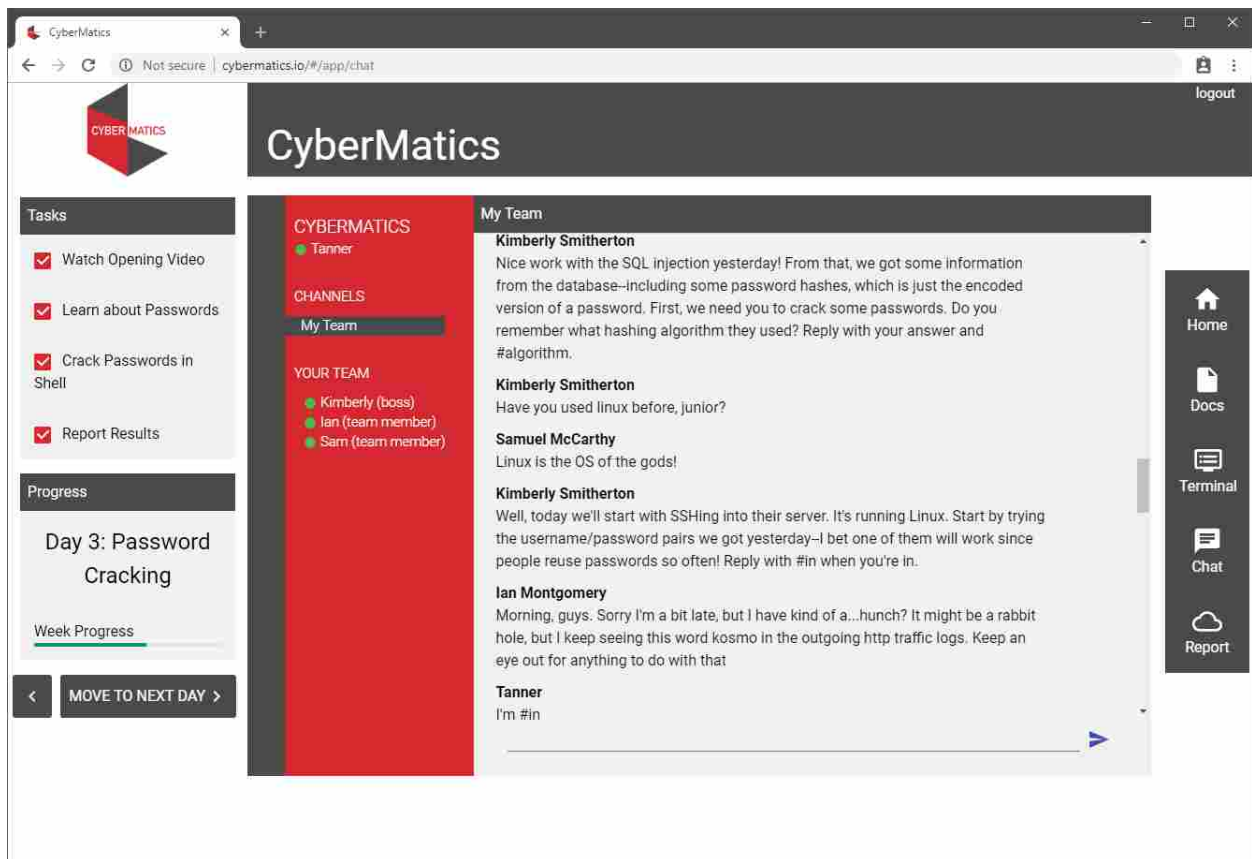 CyberMatics
Not secure | cybermatics.io/#/app/chat
logout
CYBERMATICS
CyberMatics
Tasks
Watch Opening Video
Learn about Passwords
Crack Passwords in
Shell
Report Results
Progress
Day 3: Password
Cracking
Week Progress
MOVE TO NEXT DAY
CYBERMATICS
Tanner
CHANNELS
My Team
YOUR TEAM
Kimberly (boss)
Ian (team member)
Sam (team member)
My Team
Kimberly Smitherton
Nice work with the SQL injection yesterday! From that, we got some information
from the database–including some password hashes, which is just the encoded
version of a password. First, we need you to crack some passwords. Do you
remember what hashing algorithm they used? Reply with your answer and
#algorithm.
Kimberly Smitherton
Have you used linux before, junior?
Samuel McCarthy
Linux is the OS of the gods!
Kimberly Smitherton
Well, today we'll start with SSHing into their server. It's running Linux. Start by trying
the username/password pairs we got yesterday–I bet one of them will work since
people reuse passwords so often! Reply with #in when you're in.
Ian Montgomery
Morning, guys. Sorry I'm a bit late, but I have kind of a...hunch? It might be a rabbit
hole, but I keep seeing this word kosmo in the outgoing http traffic logs. Keep an
eye out for anything to do with that
Tanner
I'm #in
Home
Docs
Terminal
Chat
Report